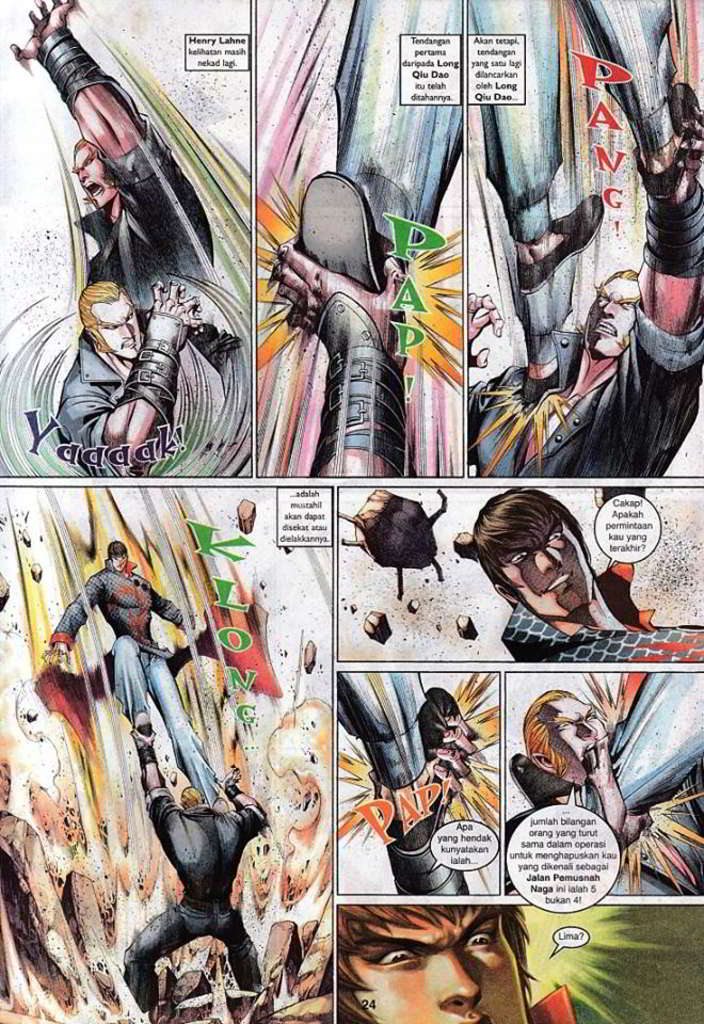 Henry Lahne
kelihatan masih
nekad lagi.
Yaaaaak!
Tendangan
pertama
daripada Long
Qiu Dao
itu telah
ditahannya.
PAP!
Akan tetapi,
tendangan
yang satu lagi
dilancarkan
oleh Long
Qiu Dao...
PANG!
...adalah
mustahil
akan dapat
disekat atau
dielakkannya.
KLONG...
Cakap!
Apakah
permintaan
kau yang
terakhir?
PAP!
Apa
yang hendak
kunyatakan
ialah...
...
jumlah bilangan
orang yang turut
sama dalam operasi
untuk menghapuskan kau
yang dikenali sebagai
Jalan Pemusnah
Naga ini ialah 5
bukan 4!
Lima?
24